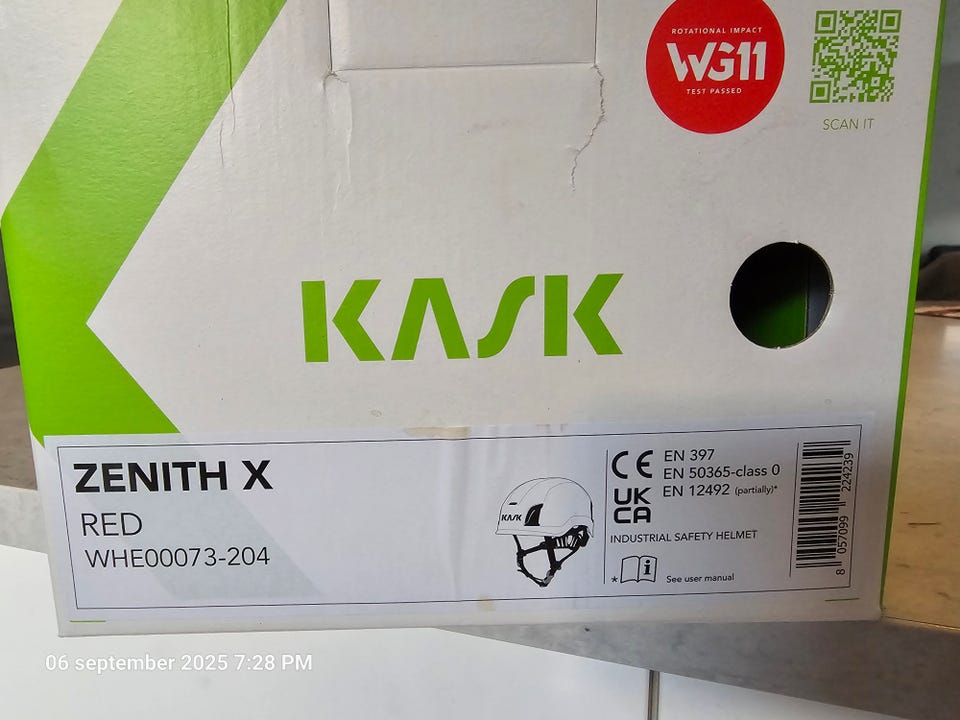 ROTATIONAL IMPACT
WG11
TEST PASSED
SCAN IT
KASK
ZENITH X
RED
WHE00073-204
KASK
CE
UK
CA
EN 397
EN 50365-class 0
EN 12492 (partially)*
INDUSTRIAL SAFETY HELMET
* i See user manual
8 057099 224239
06 september 2025 7:28 PM